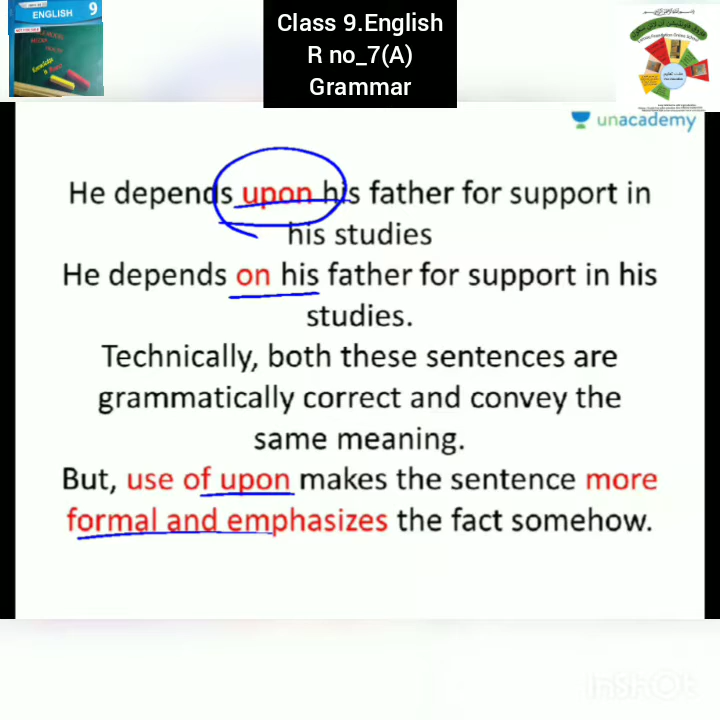 ENGLISH 9
Class 9.English
R no_7(A)
Grammar
unacademy
He depends upon his father for support in
his studies
He depends on his father for support in his
studies.
Technically, both these sentences are
grammatically correct and convey the
same meaning.
But, use of upon makes the sentence more
formal and emphasizes the fact somehow.
InShOt